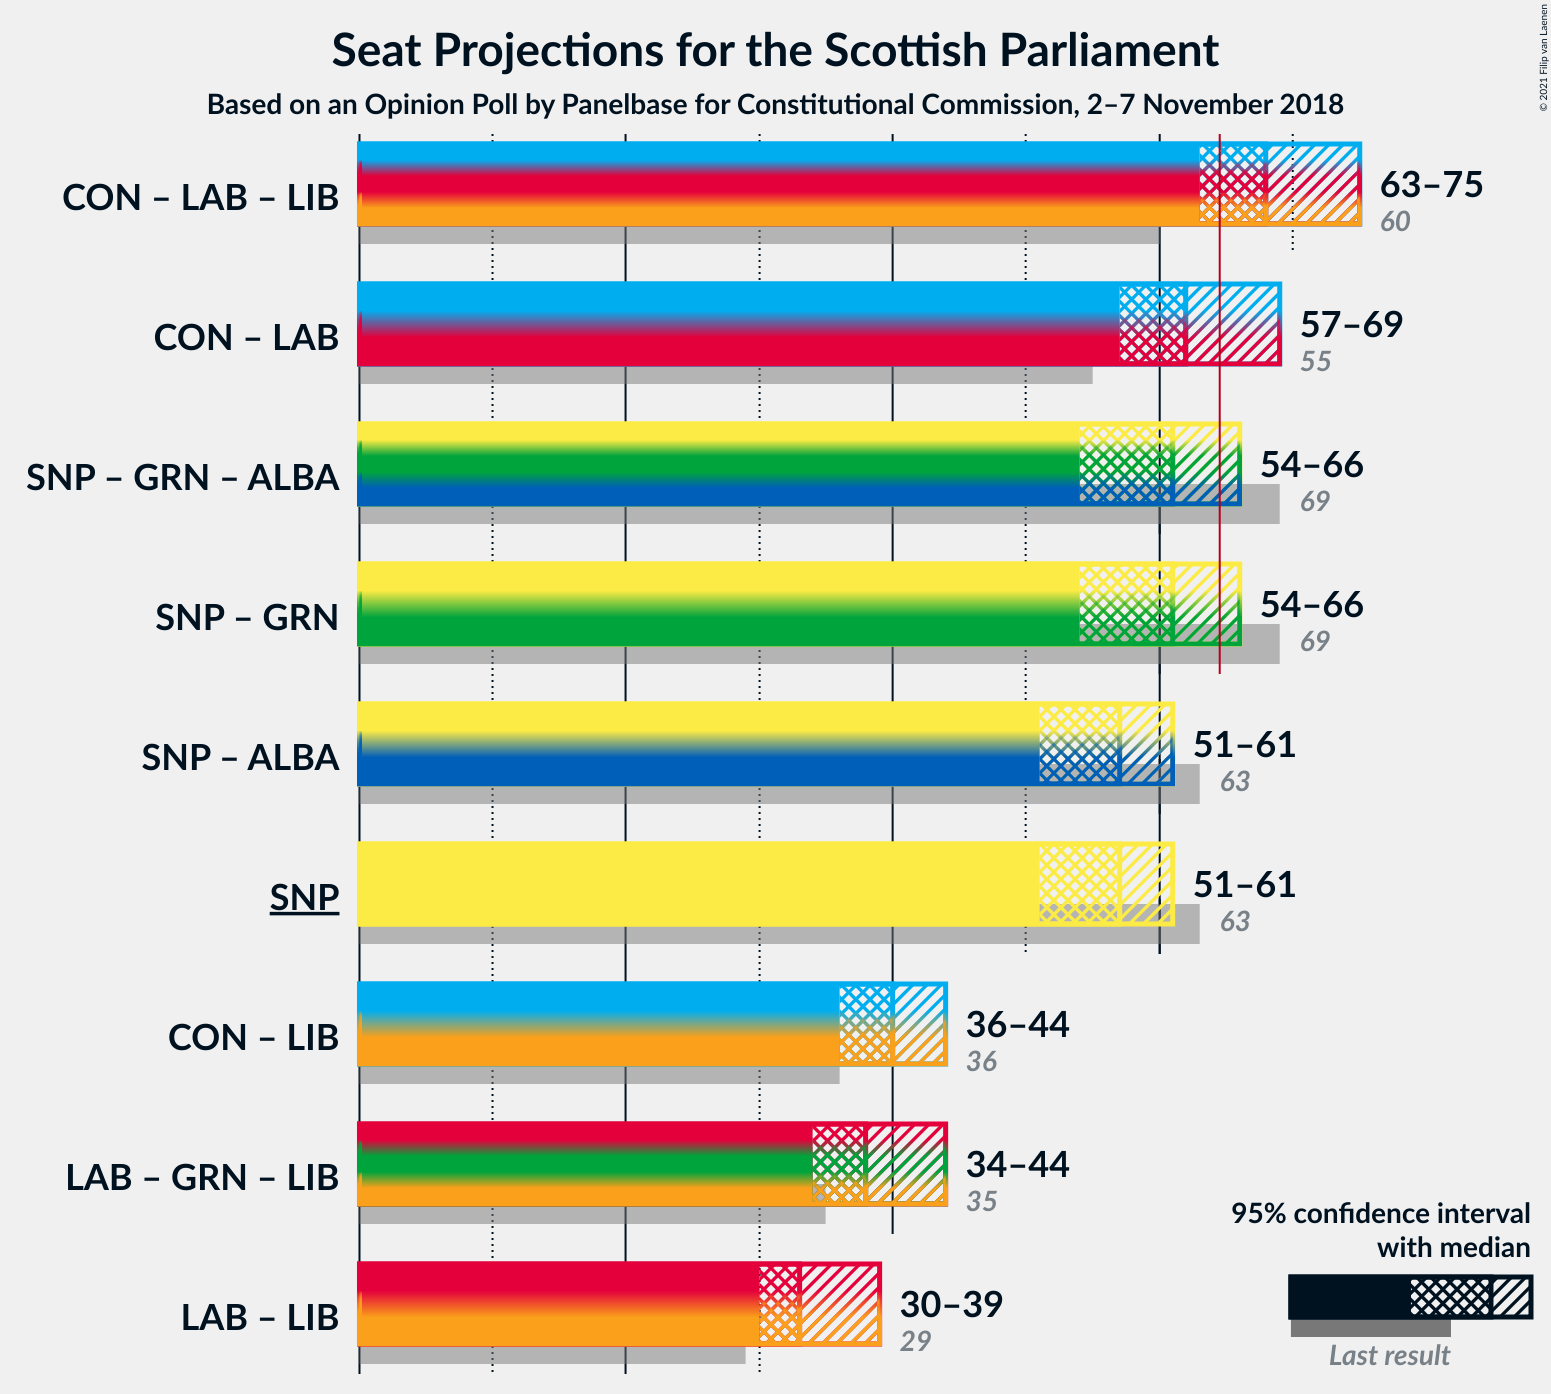 Seat Projections for the Scottish Parliament
Based on an Opinion Poll by Panelbase for Constitutional Commission, 2–7 November 2018
© 2021 Filip van Laenen
CON – LAB – LIB
63–75
60
CON – LAB
57–69
55
SNP – GRN – ALBA
54–66
69
SNP – GRN
54–66
69
SNP – ALBA
51–61
63
SNP
51–61
63
CON – LIB
36–44
36
LAB – GRN – LIB
34–44
35
LAB – LIB
30–39
29
95% confidence interval
with median
Last result